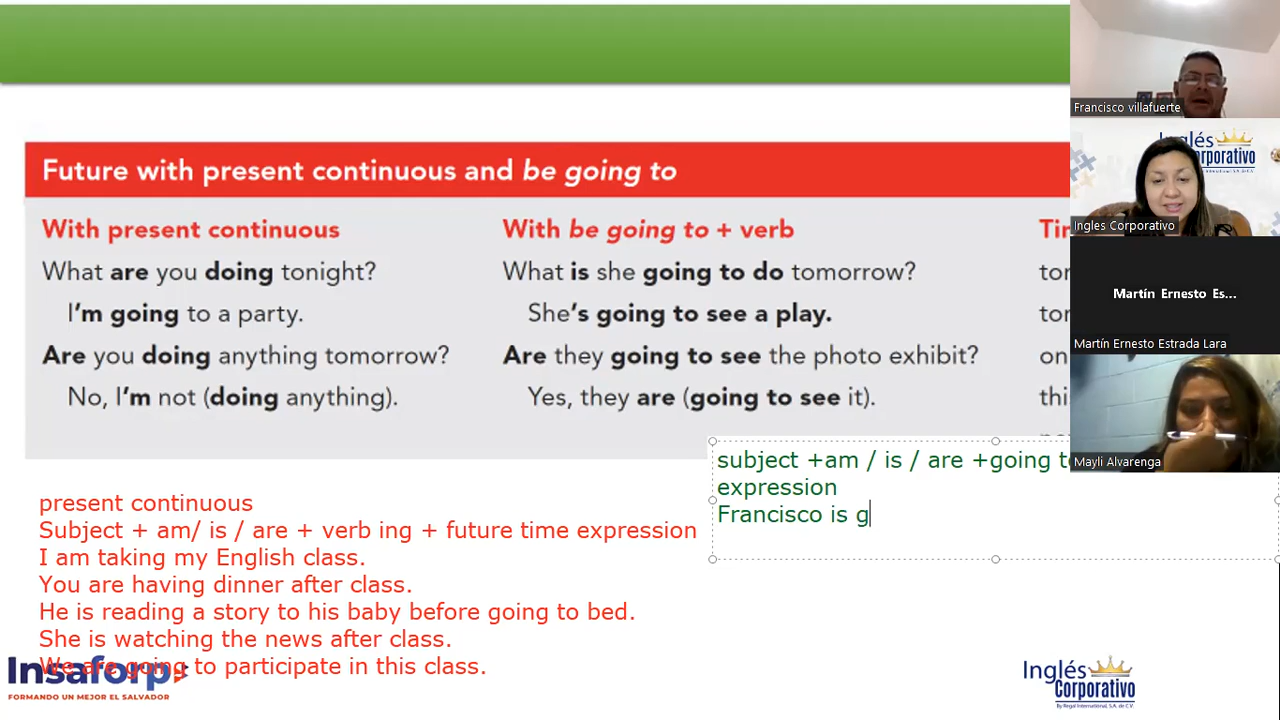 Future with present continuous and be going to
With present continuous
What are you doing tonight?
I'm going to a party.
Are you doing anything tomorrow?
No, I'm not (doing anything).
With be going to + verb
What is she going to do tomorrow?
She's going to see a play.
Are they going to see the photo exhibit?
Yes, they are (going to see it).
present continuous
Subject + am/ is / are + verb ing + future time expression
I am taking my English class.
You are having dinner after class.
He is reading a story to his baby before going to bed.
She is watching the news after class.
We are going to participate in this class.
subject +am / is / are +going
expression
Francisco is g
Insaforp
FORMANDO UN MEJOR EL SALVADOR
Inglés
Corporativo
By Regal International, S.A. de C.V.
Francisco villafuerte
Inglés
Corporativo
Ingles Corporativo
Martín Ernesto Es...
Martín Ernesto Estrada Lara
Mayli Alvarenga